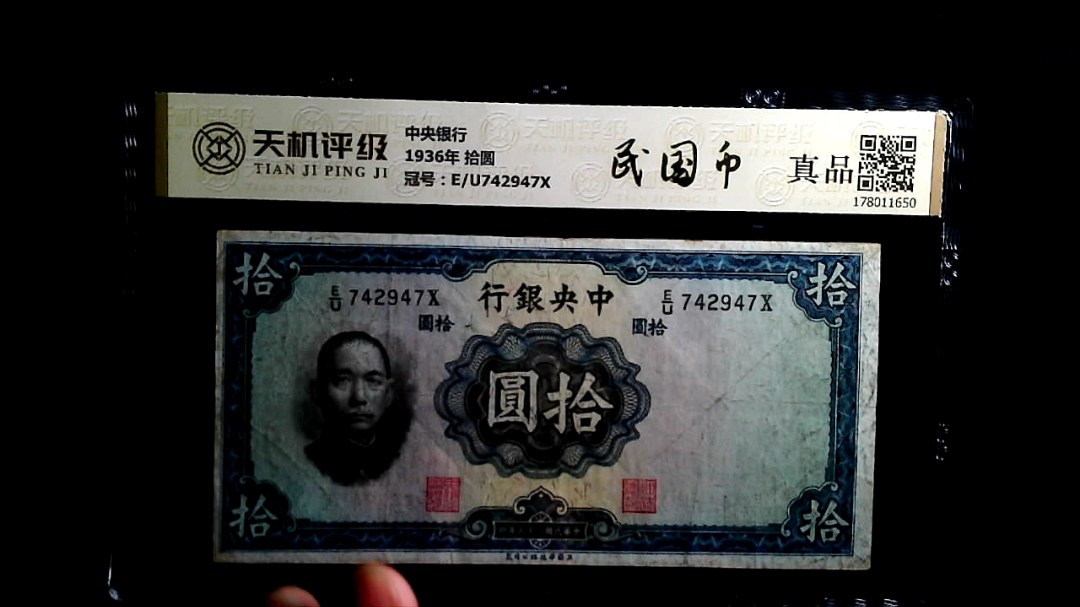 天机评级
TIAN JI PING JI
中央银行
1936年 拾圆
冠号：E/U742947X
民国币
真品
178011650
拾
拾
E/U 742947X
行銀央中
E/U 742947X
圓拾
圓拾
圓拾
拾
拾